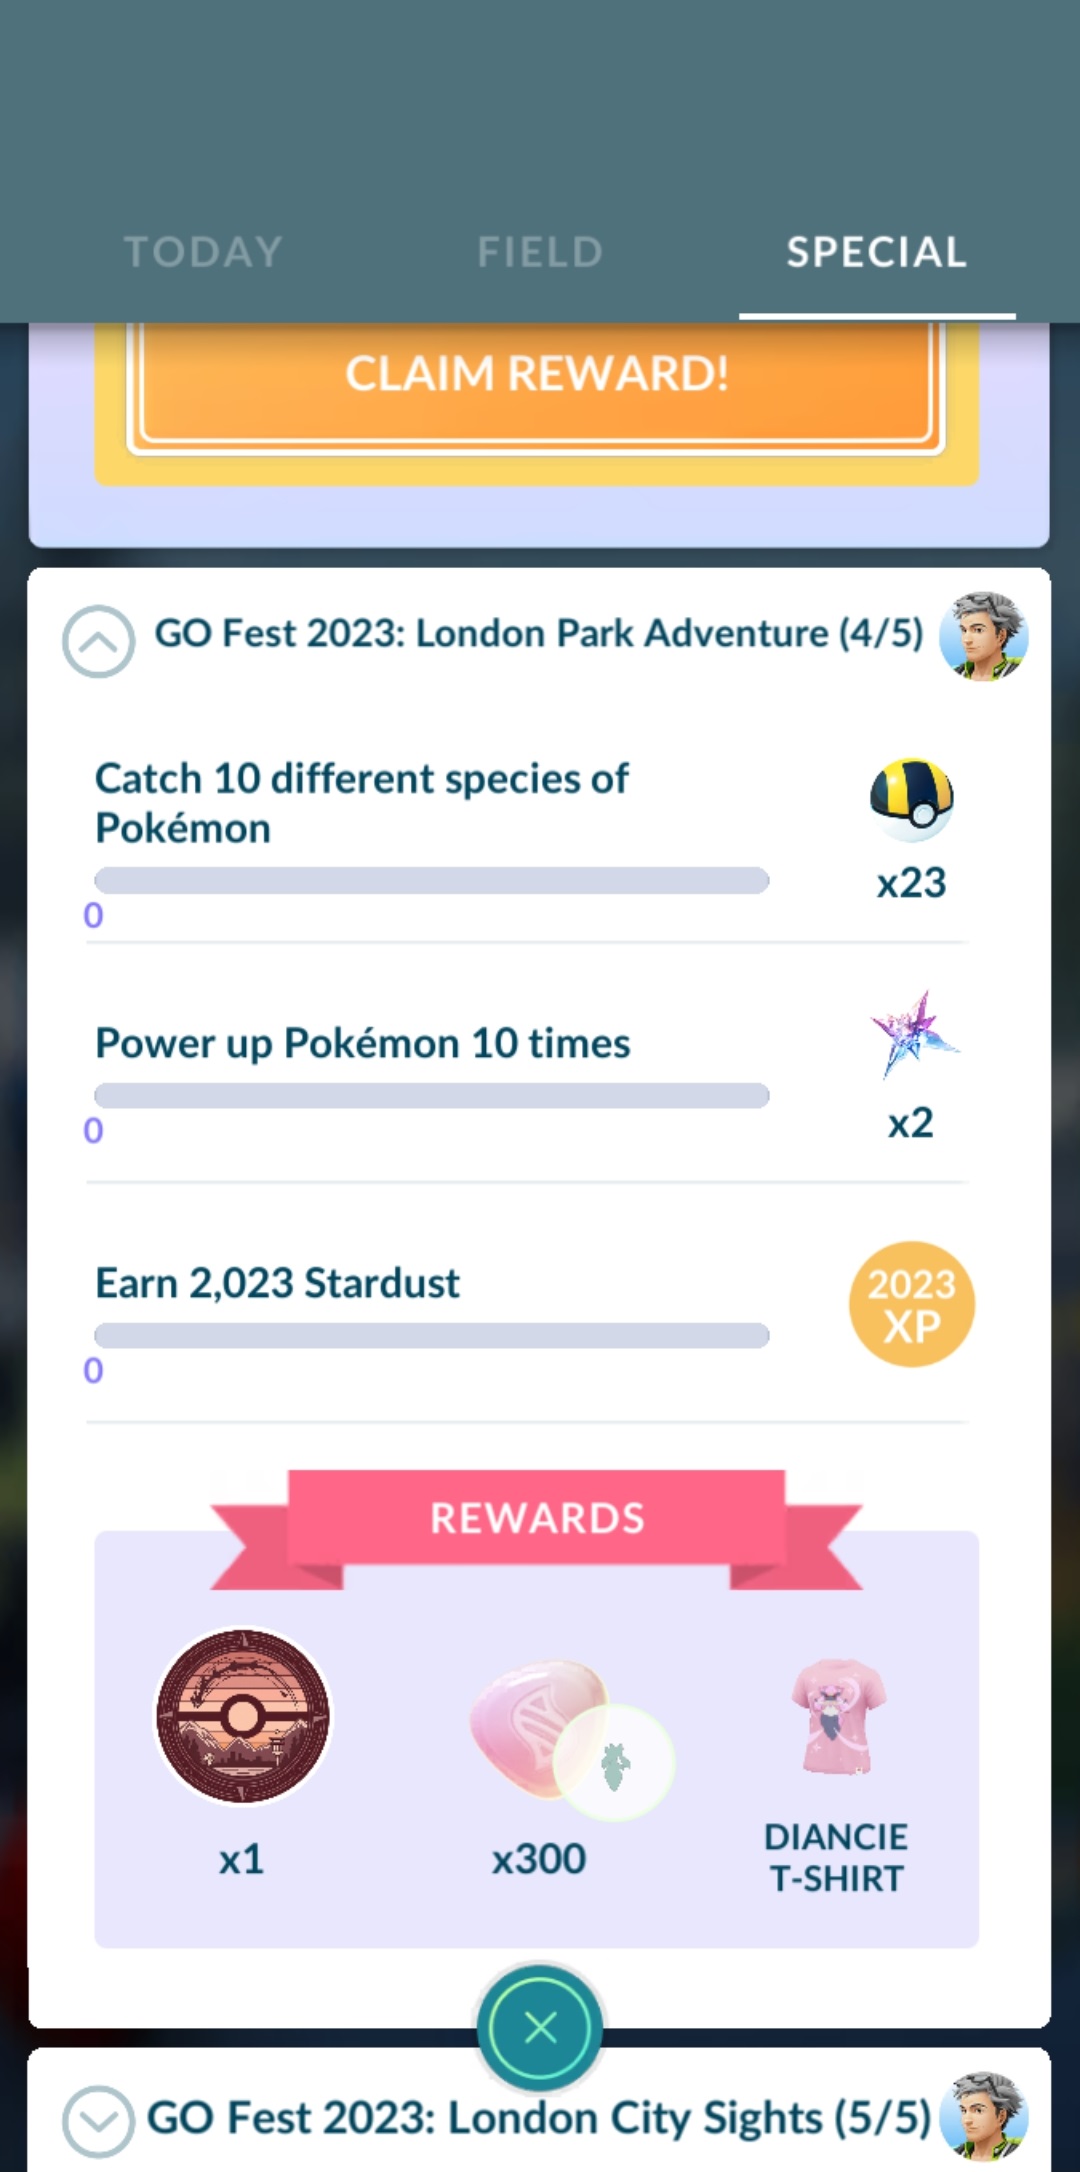 TODAY
FIELD
SPECIAL
CLAIM REWARD!
GO Fest 2023: London Park Adventure (4/5)
Catch 10 different species of
Pokémon
x23
0
Power up Pokémon 10 times
x2
0
Earn 2,023 Stardust
2023
XP
0
REWARDS
x1
x300
DIANCIE
T-SHIRT
GO Fest 2023: London City Sights (5/5)